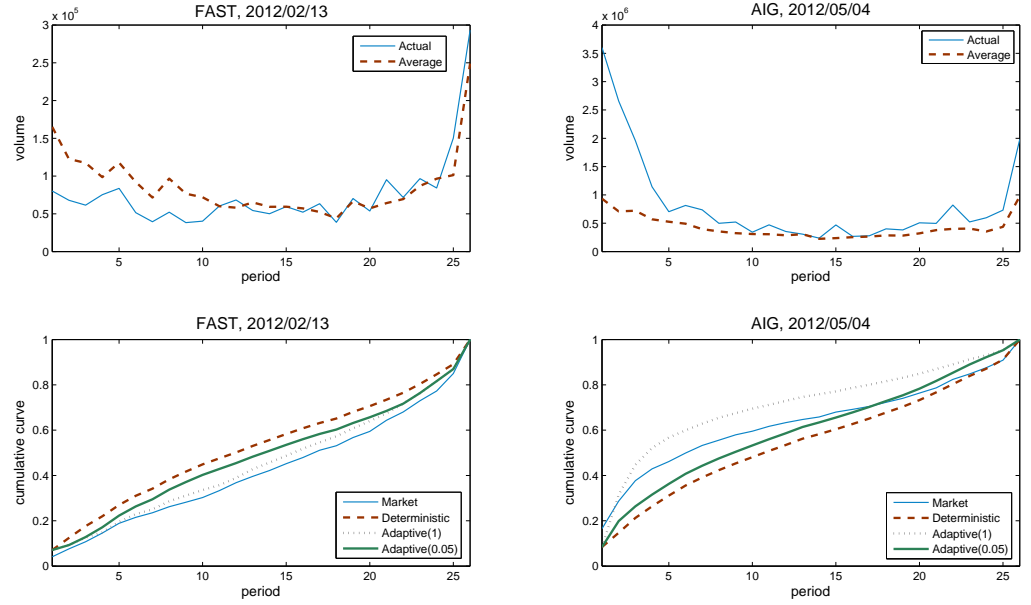 FAST, 2012/02/13
x 10^5
3
2.5
2
1.5
1
0.5
0
volume
5
10
15
20
25
period
Actual
Average
AIG, 2012/05/04
x 10^6
4
3.5
3
2.5
2
1.5
1
0.5
0
volume
5
10
15
20
25
period
Actual
Average
FAST, 2012/02/13
1
0.8
0.6
0.4
0.2
0
cumulative curve
5
10
15
20
25
period
Market
Deterministic
Adaptive(1)
Adaptive(0.05)
AIG, 2012/05/04
1
0.8
0.6
0.4
0.2
0
cumulative curve
5
10
15
20
25
period
Market
Deterministic
Adaptive(1)
Adaptive(0.05)